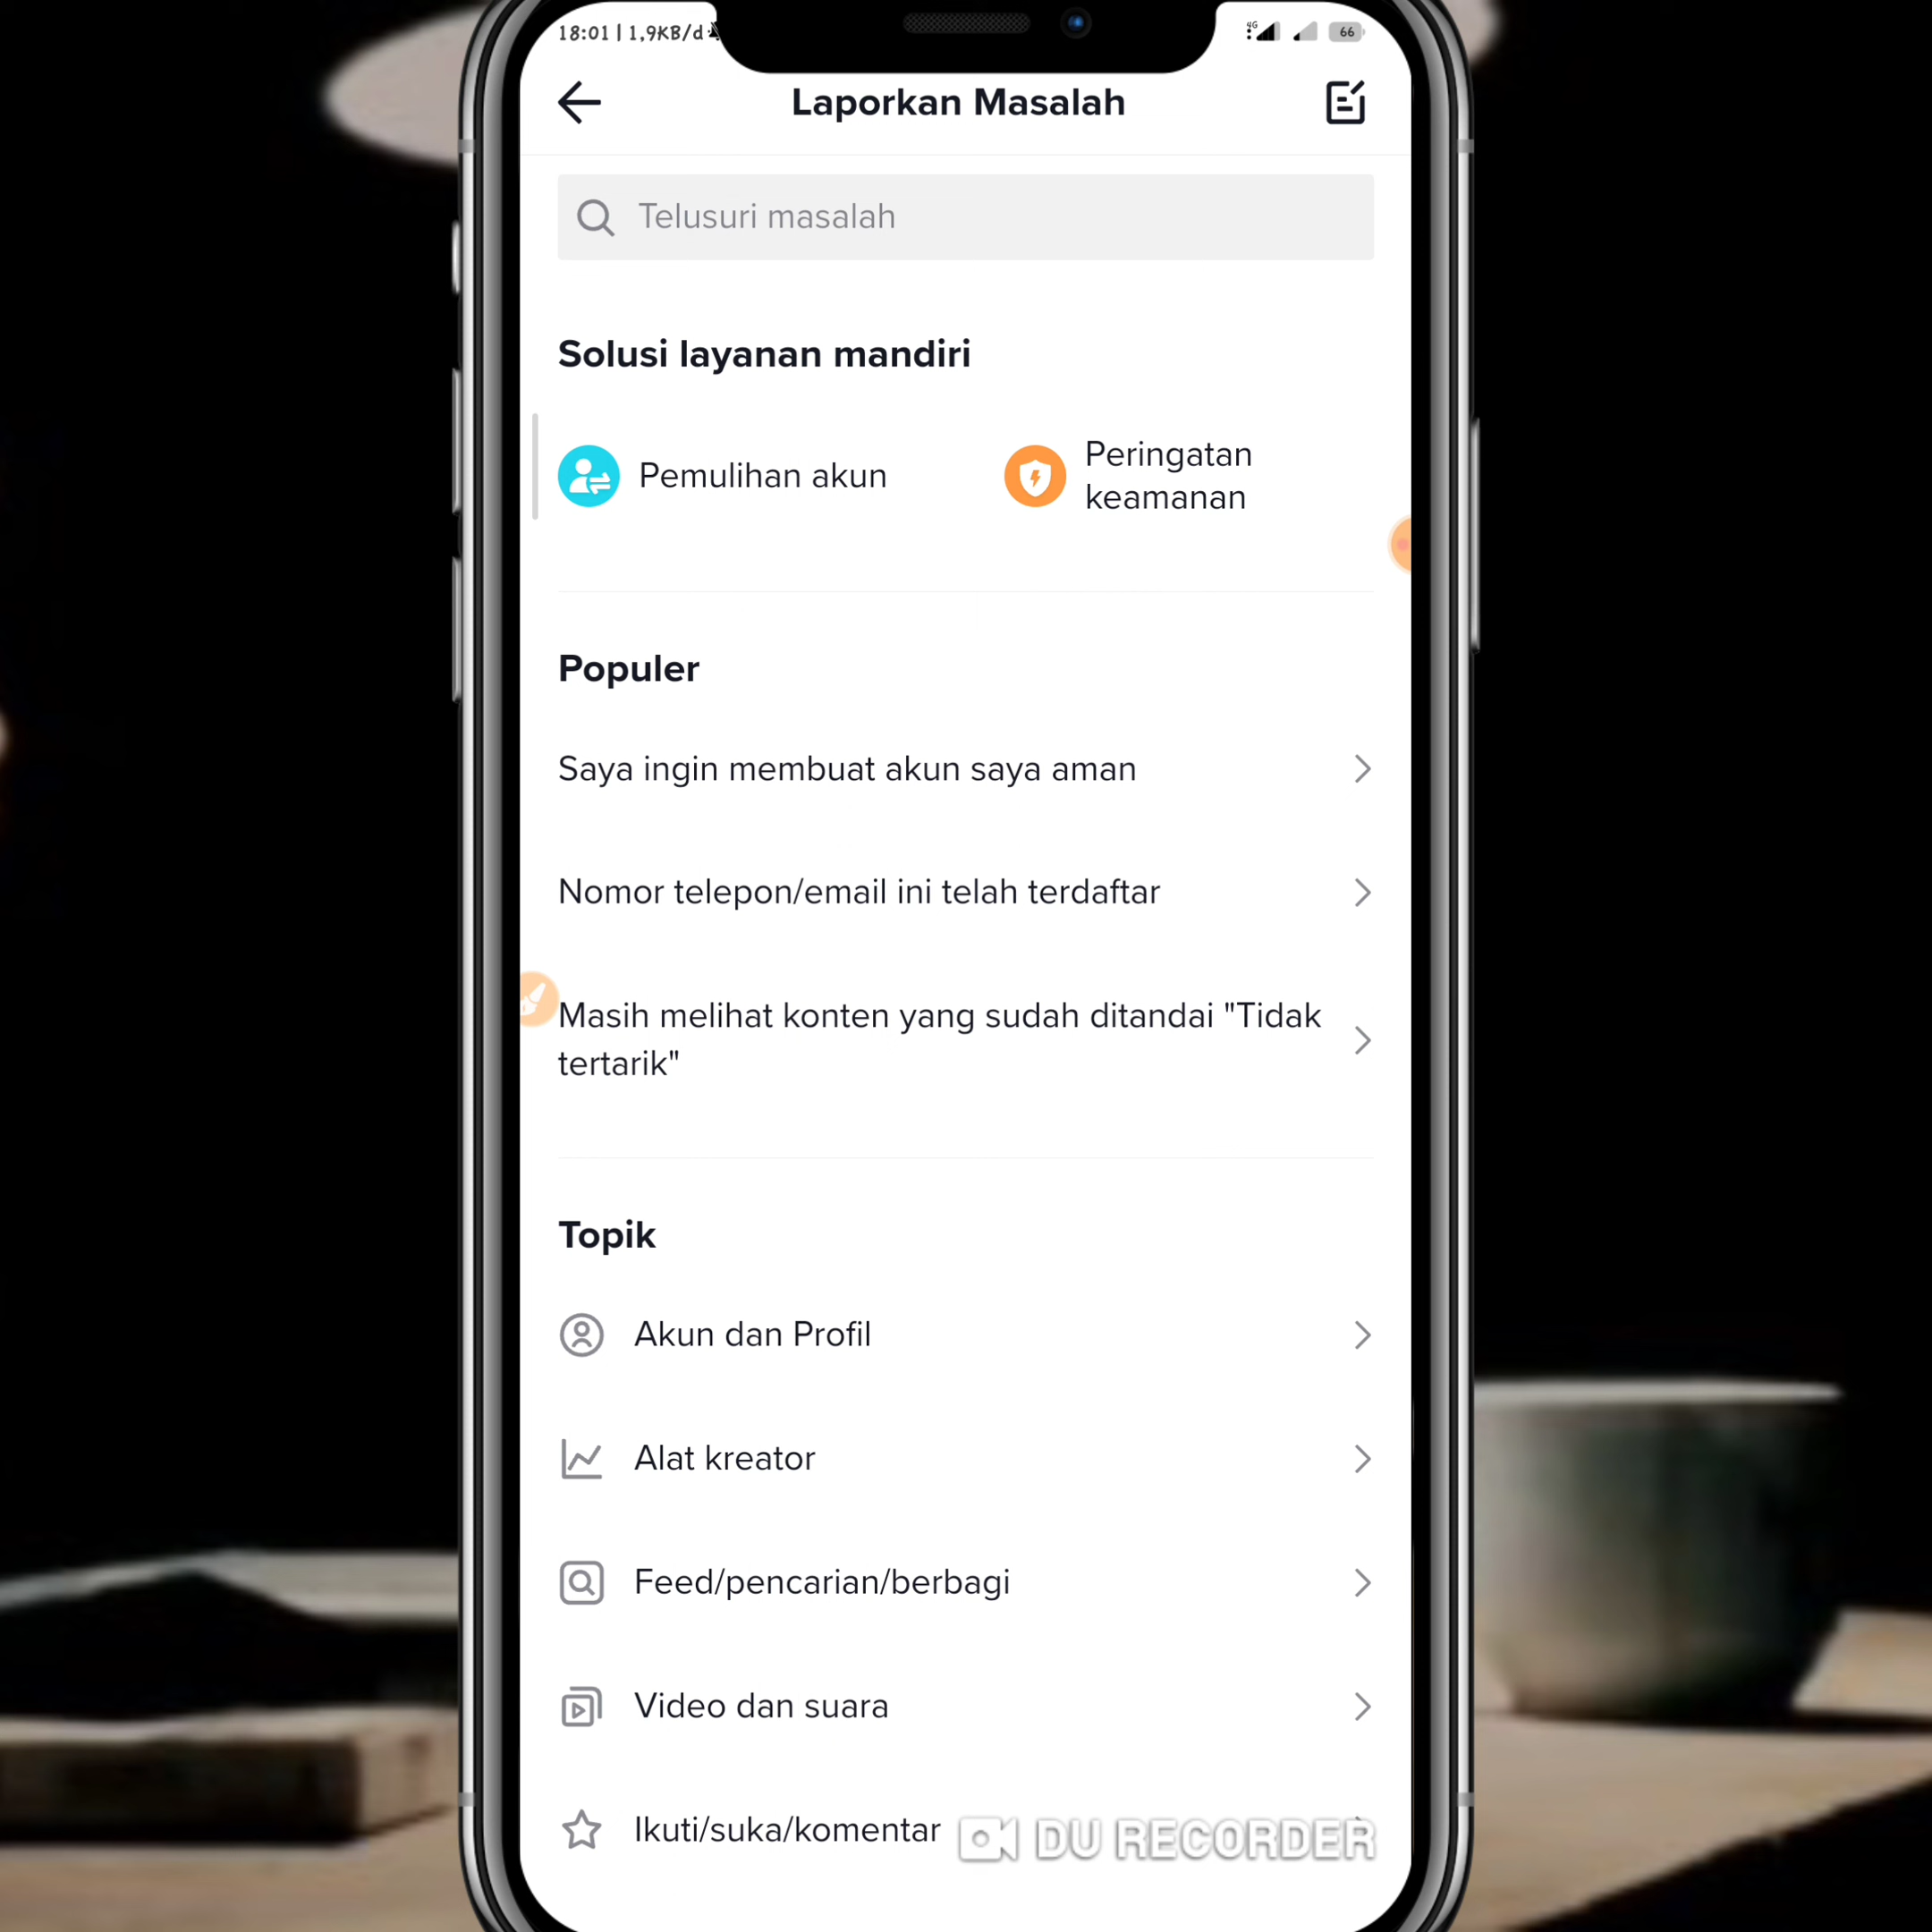 18:01 | 1,9KB/d
4G
66
Laporkan Masalah
Telusuri masalah
Solusi layanan mandiri
Pemulihan akun
Peringatan
keamanan
Populer
Saya ingin membuat akun saya aman
Nomor telepon/email ini telah terdaftar
Masih melihat konten yang sudah ditandai "Tidak
tertarik"
Topik
Akun dan Profil
Alat kreator
Feed/pencarian/berbagi
Video dan suara
Ikuti/suka/komentar
DU RECORDER